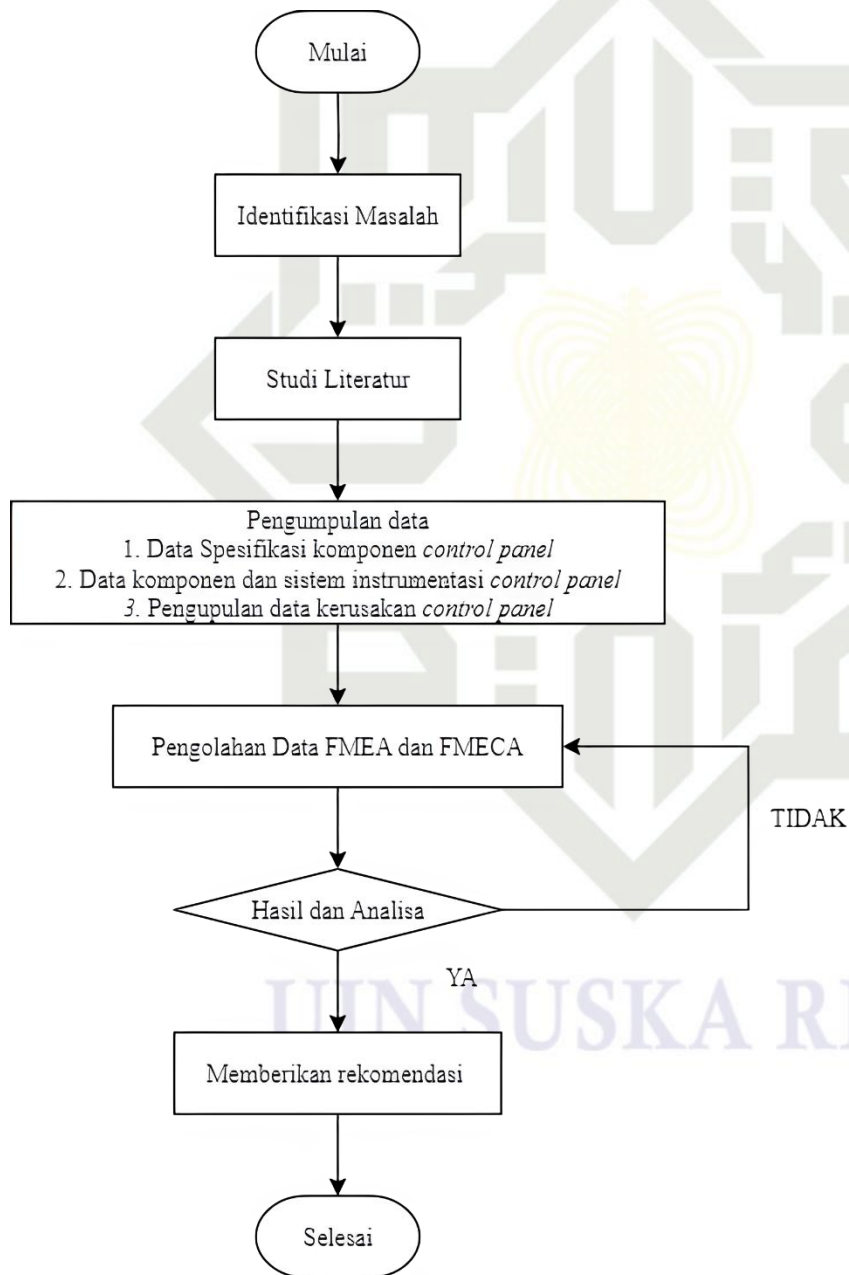 Mulai
Identifikasi Masalah
Studi Literatur
Pengumpulan data
1. Data Spesifikasi komponen control panel
2. Data komponen dan sistem instrumentasi control panel
3. Pengupulan data kerusakan control panel
Pengolahan Data FMEA dan FMECA
TIDAK
Hasil dan Analisa
YA
UIN SUSKA
Memberikan rekomendasi
Selesai